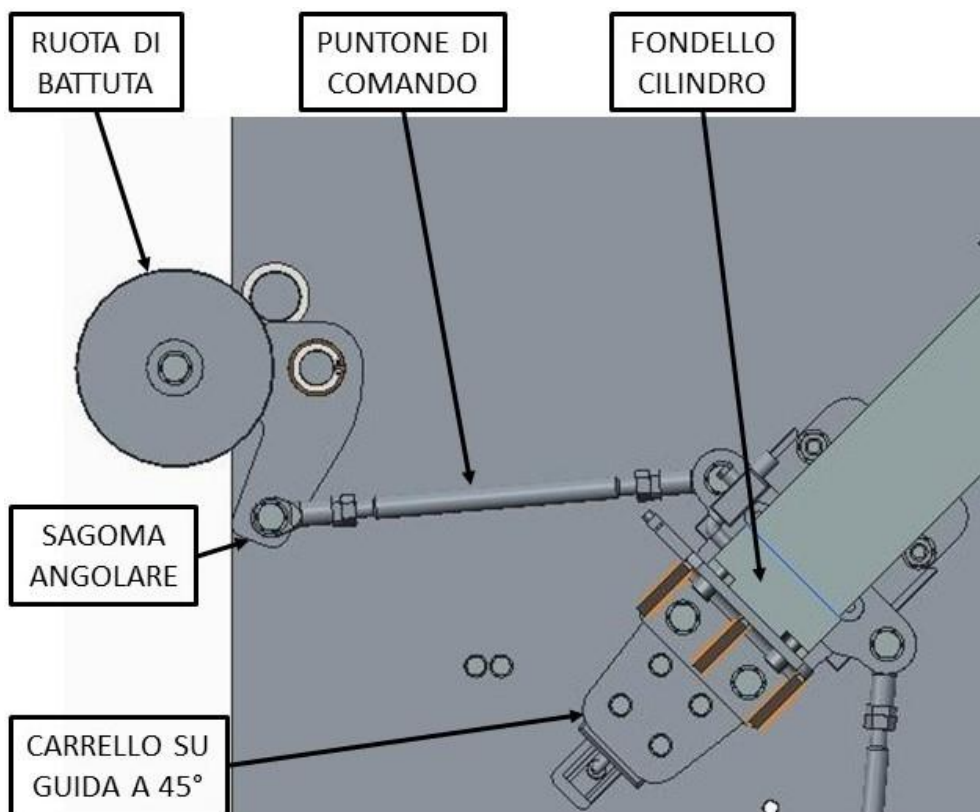 RUOTA DI
BATTUTA
PUNTONE DI
COMANDO
FONDELLO
CILINDRO
SAGOMA
ANGOLARE
CARRELLO SU
GUIDA A 45°